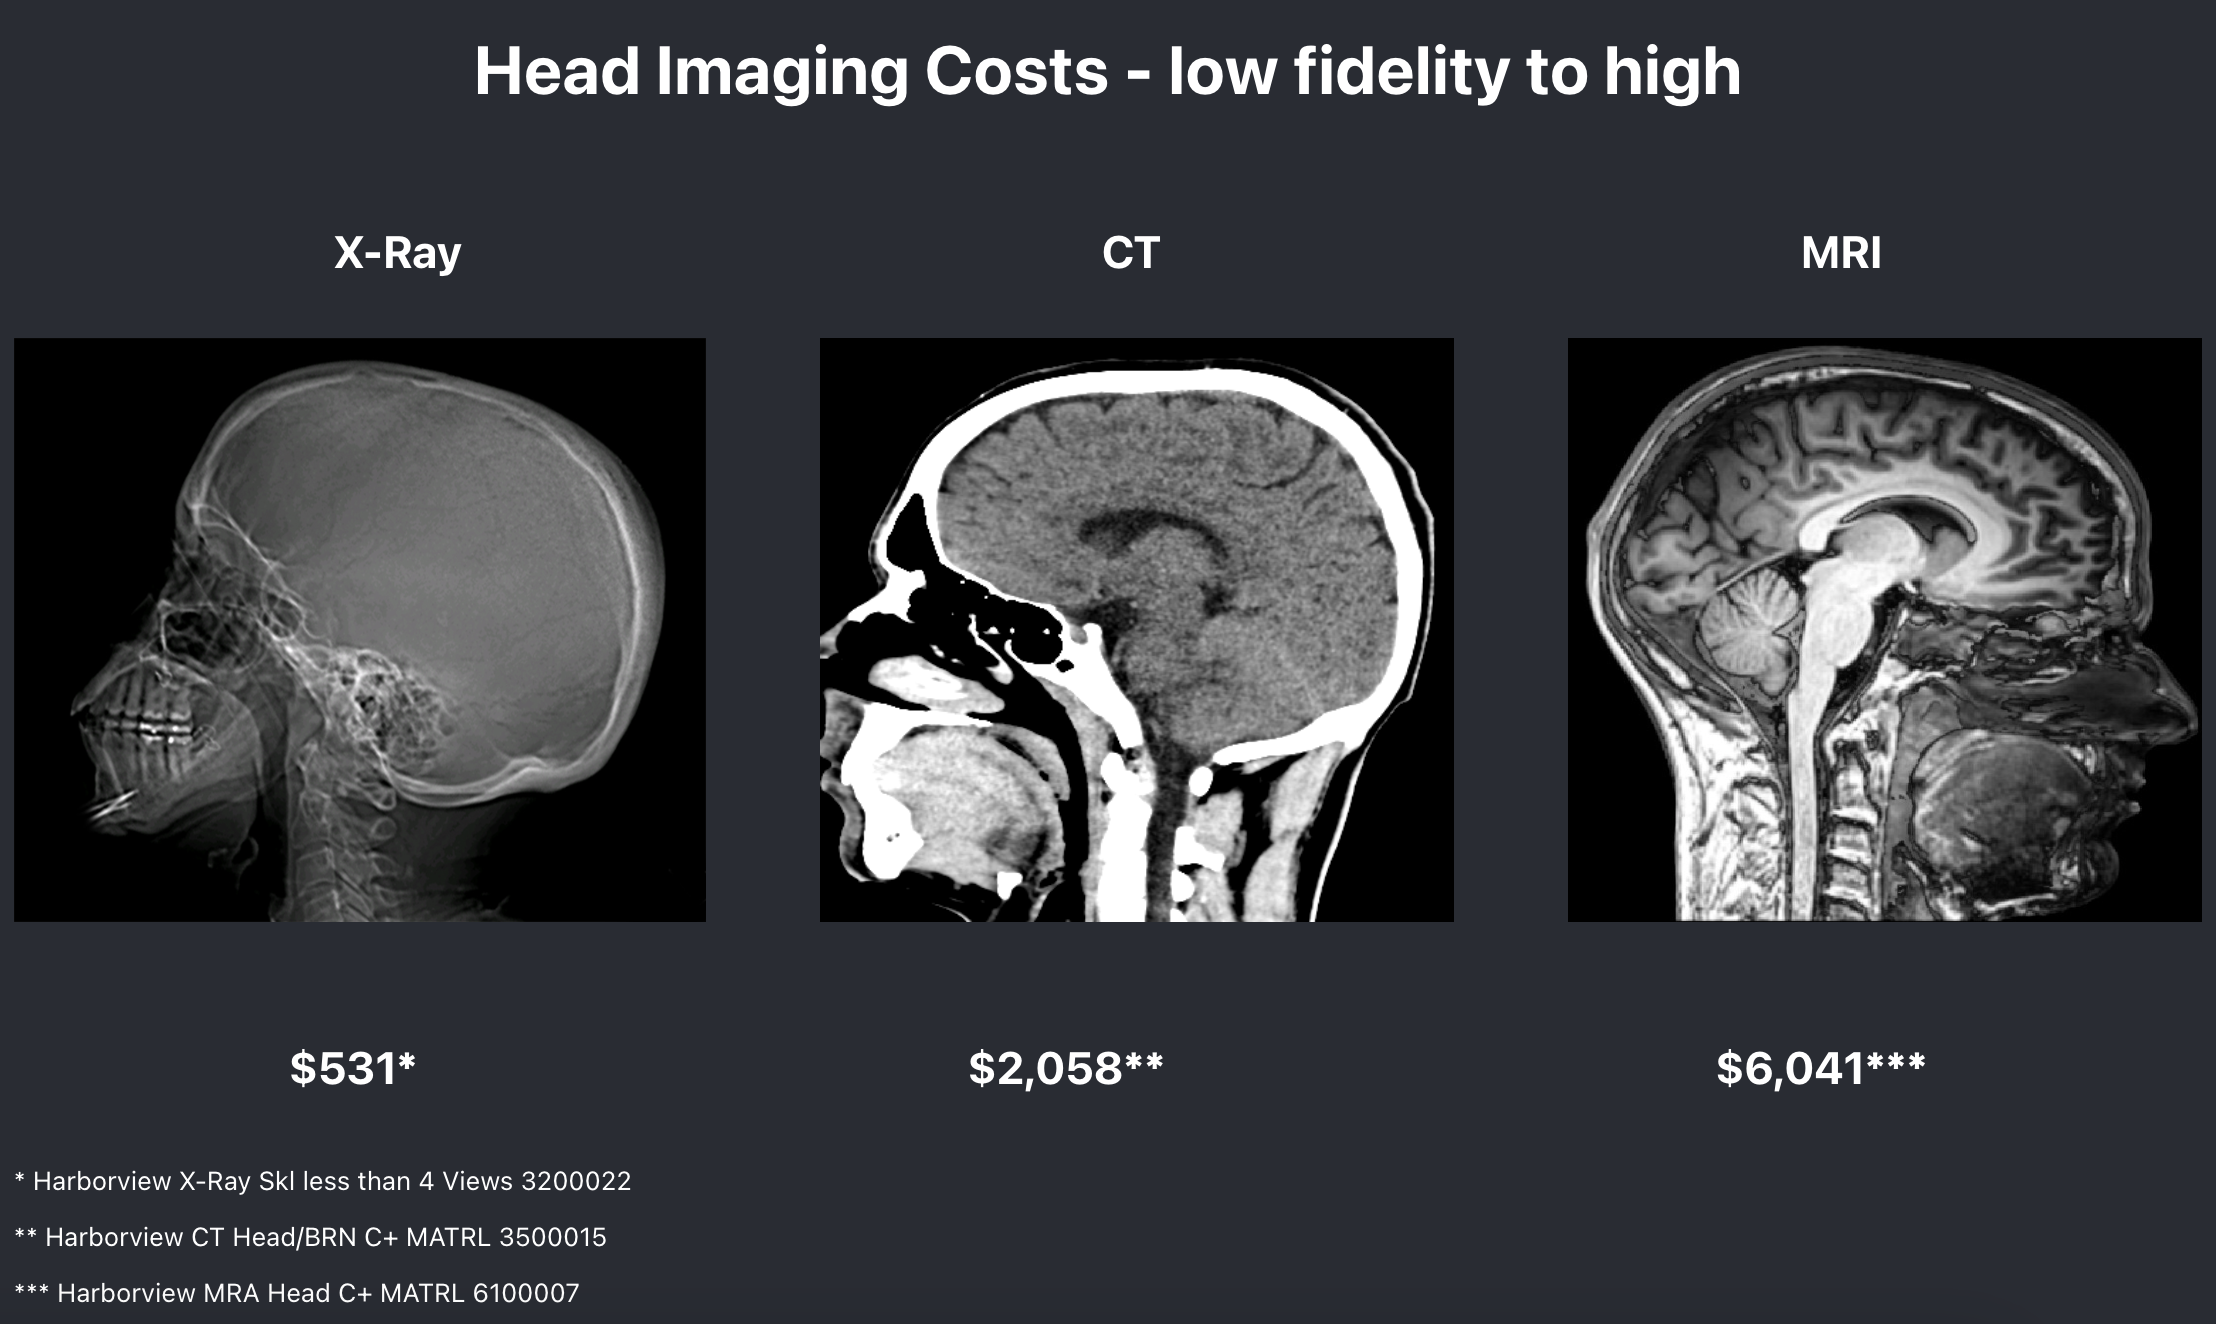 Head Imaging Costs - low fidelity to high
X-Ray
CT
MRI
$531*
$2,058**
$6,041***
* Harborview X-Ray Skl less than 4 Views 3200022
** Harborview CT Head/BRN C+ MATRL 3500015
*** Harborview MRA Head C+ MATRL 6100007